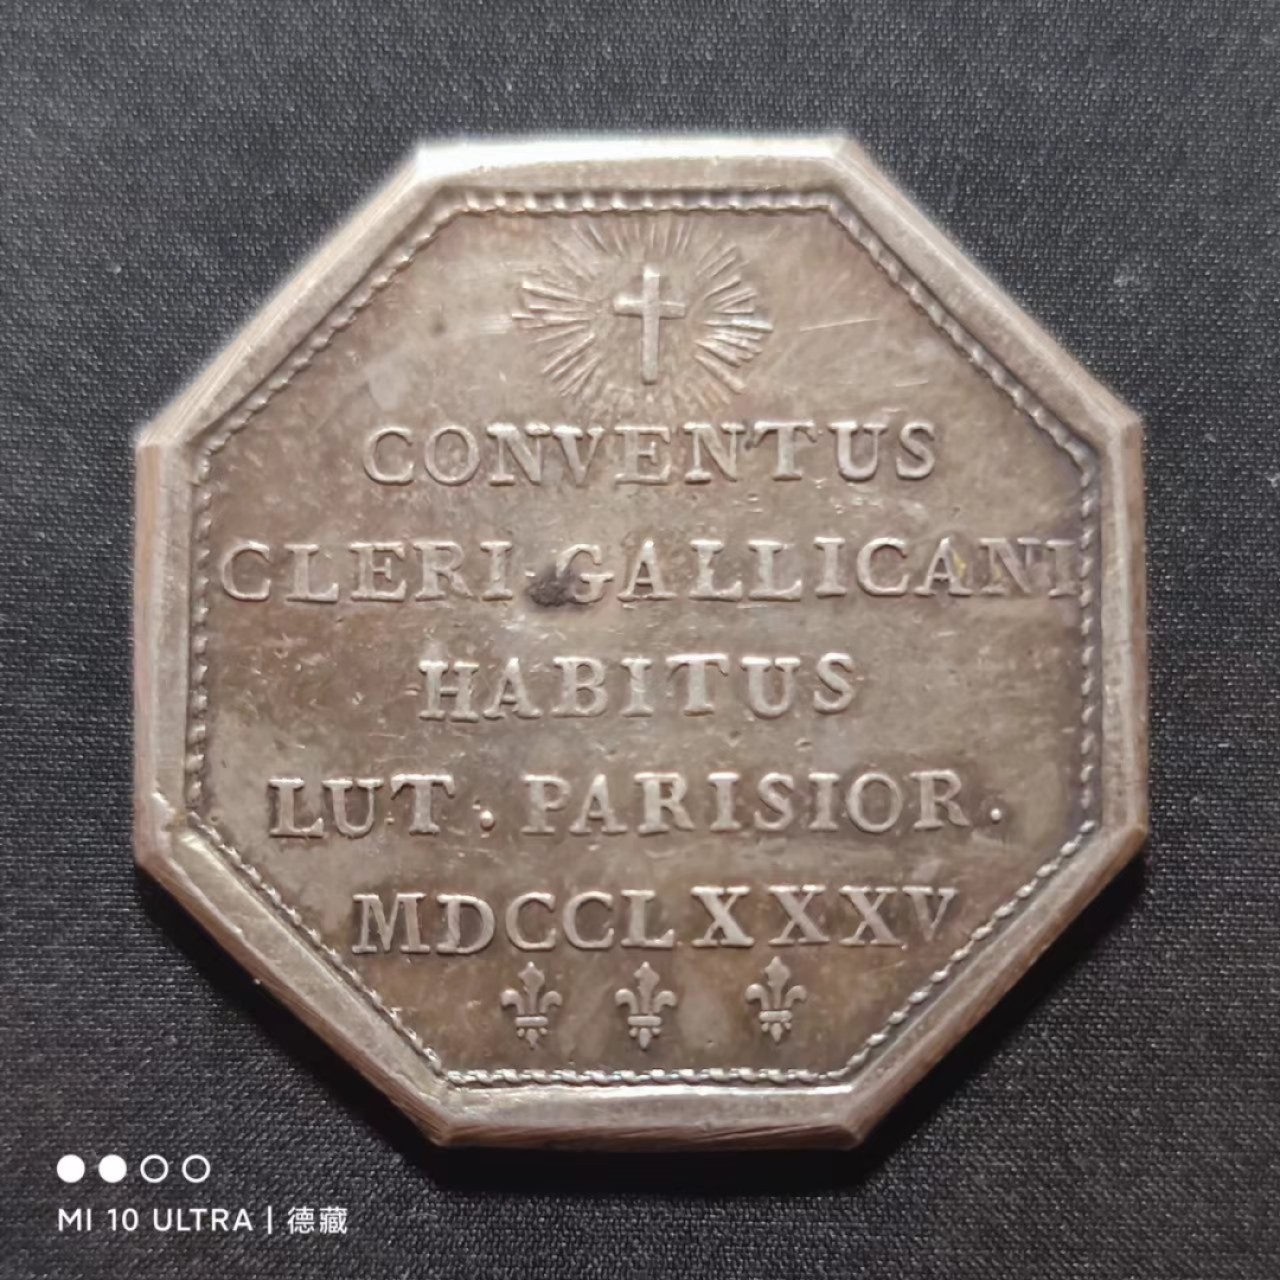 CONVENTUS
CLERI GALLICANI
HABITUS
LUT . PARISIOR .
MDCCLXXXV
MI 10 ULTRA | 德藏